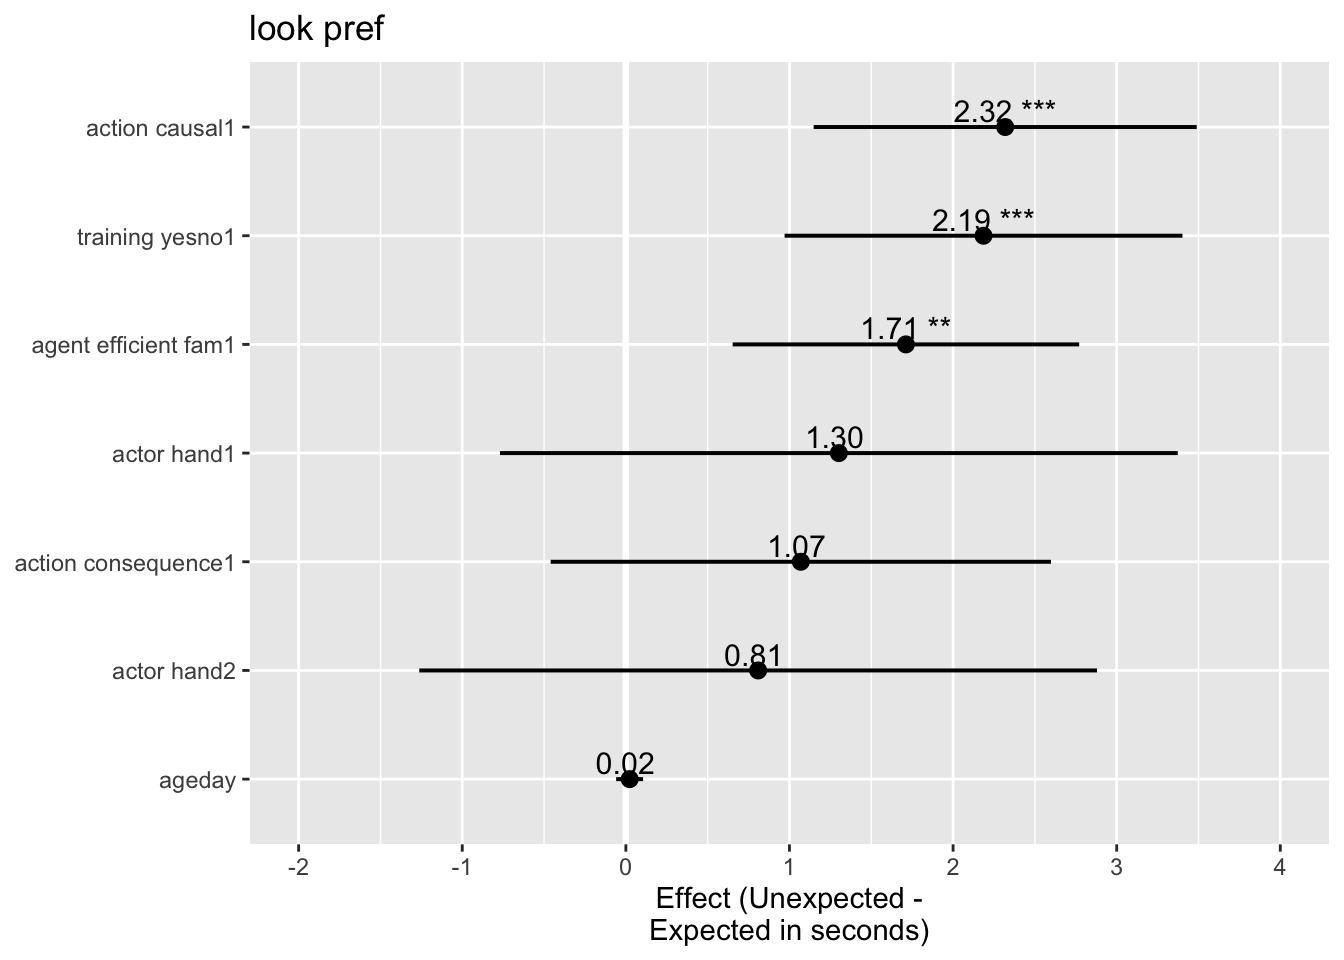 look pref
action causal1
2.32 ***
training yesno1
2.19 ***
agent efficient fam1
1.71 **
actor hand1
1.30
action consequence1
1.07
actor hand2
0.81
ageday
0.02
-2 -1 0 1 2 3 4
Effect (Unexpected -
Expected in seconds)